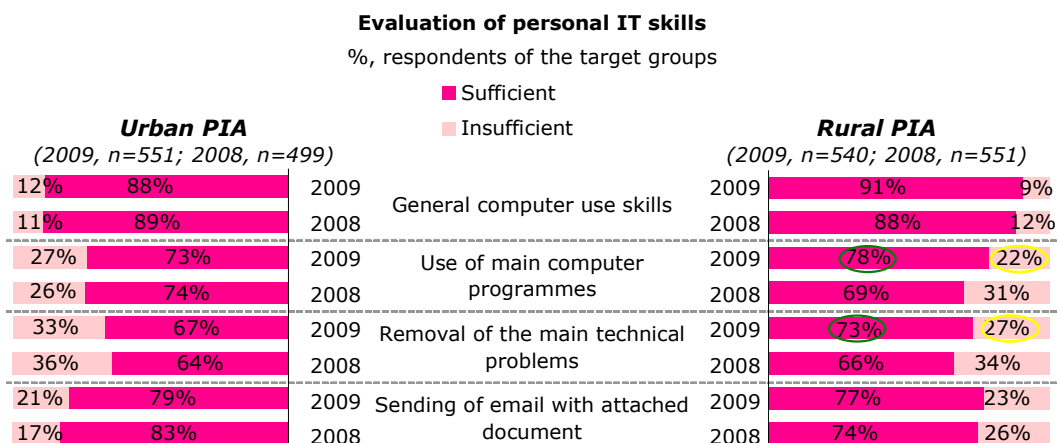 Evaluation of personal IT skills
%, respondents of the target groups
Sufficient
Insufficient
Urban PIA
(2009, n=551; 2008, n=499)
Rural PIA
(2009, n=540; 2008, n=551)
12% 88% 2009 General computer use skills 2009 91% 9%
11% 89% 2008 2008 88% 12%
27% 73% 2009 Use of main computer 2009 78% 22%
26% 74% 2008 programmes 2008 69% 31%
33% 67% 2009 Removal of the main technical 2009 73% 27%
36% 64% 2008 problems 2008 66% 34%
21% 79% 2009 Sending of email with attached 2009 77% 23%
17% 83% 2008 document 2008 74% 26%